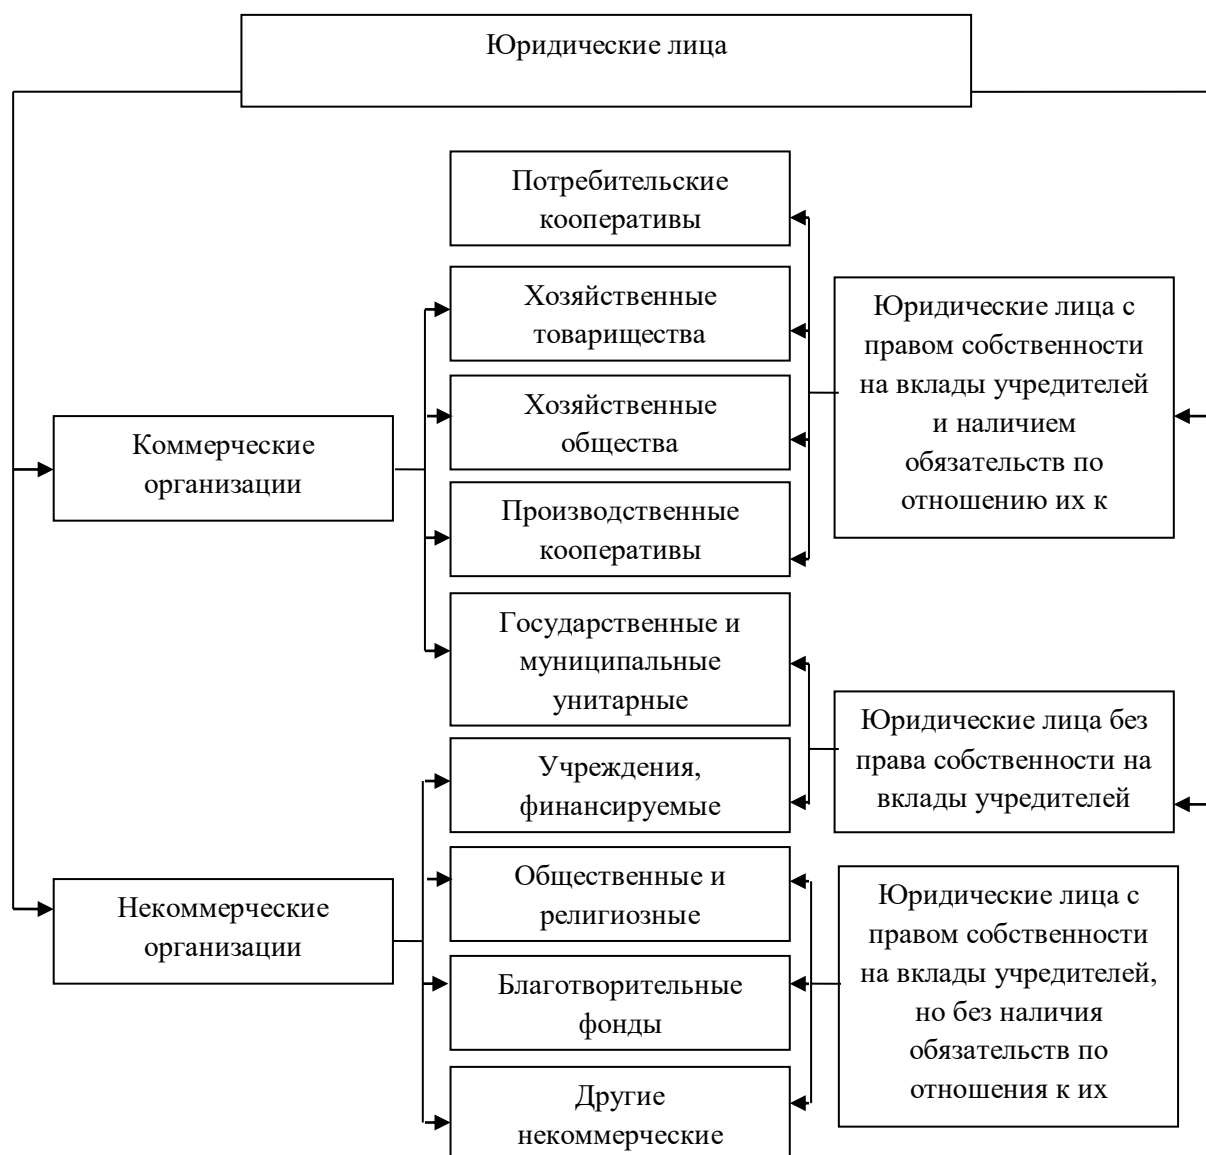 Юридические лица
Потребительские
кооперативы
Хозяйственные
товарищества
Юридические лица с
правом собственности
на вклады учредителей
и наличием
обязательств по
отношению их к
Хозяйственные
общества
Коммерческие
организации
Производственные
кооперативы
Государственные и
муниципальные
унитарные
Юридические лица без
права собственности на
вклады учредителей
Учреждения,
финансируемые
Общественные и
религиозные
Юридические лица с
правом собственности
на вклады учредителей,
но без наличия
обязательств по
отношения к их
Некоммерческие
организации
Благотворительные
фонды
Другие
некоммерческие